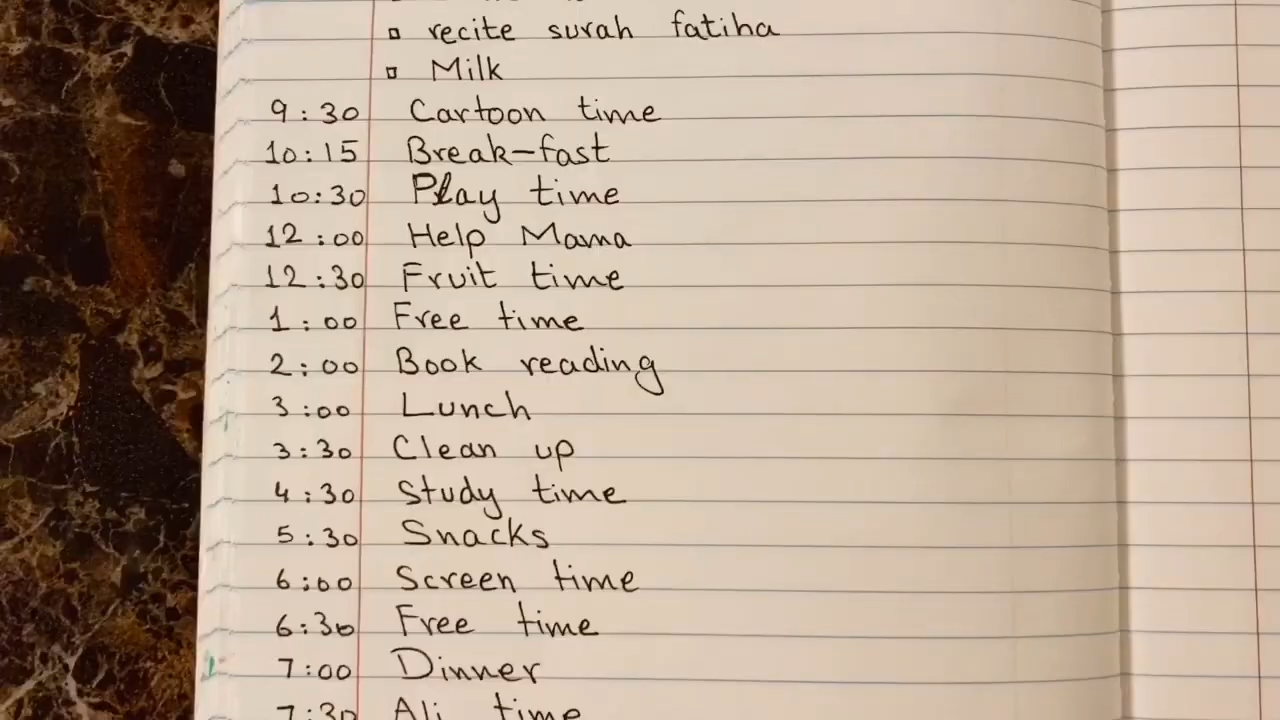 ▫ recite surah fatiha
▫ Milk
9:30 Cartoon time
10:15 Break-fast
10:30 Play time
12:00 Help Mama
12:30 Fruit time
1:00 Free time
2:00 Book reading
3:00 Lunch
3:30 Clean up
4:30 Study time
5:30 Snacks
6:00 Screen time
6:30 Free time
7:00 Dinner
7:30 Ali time